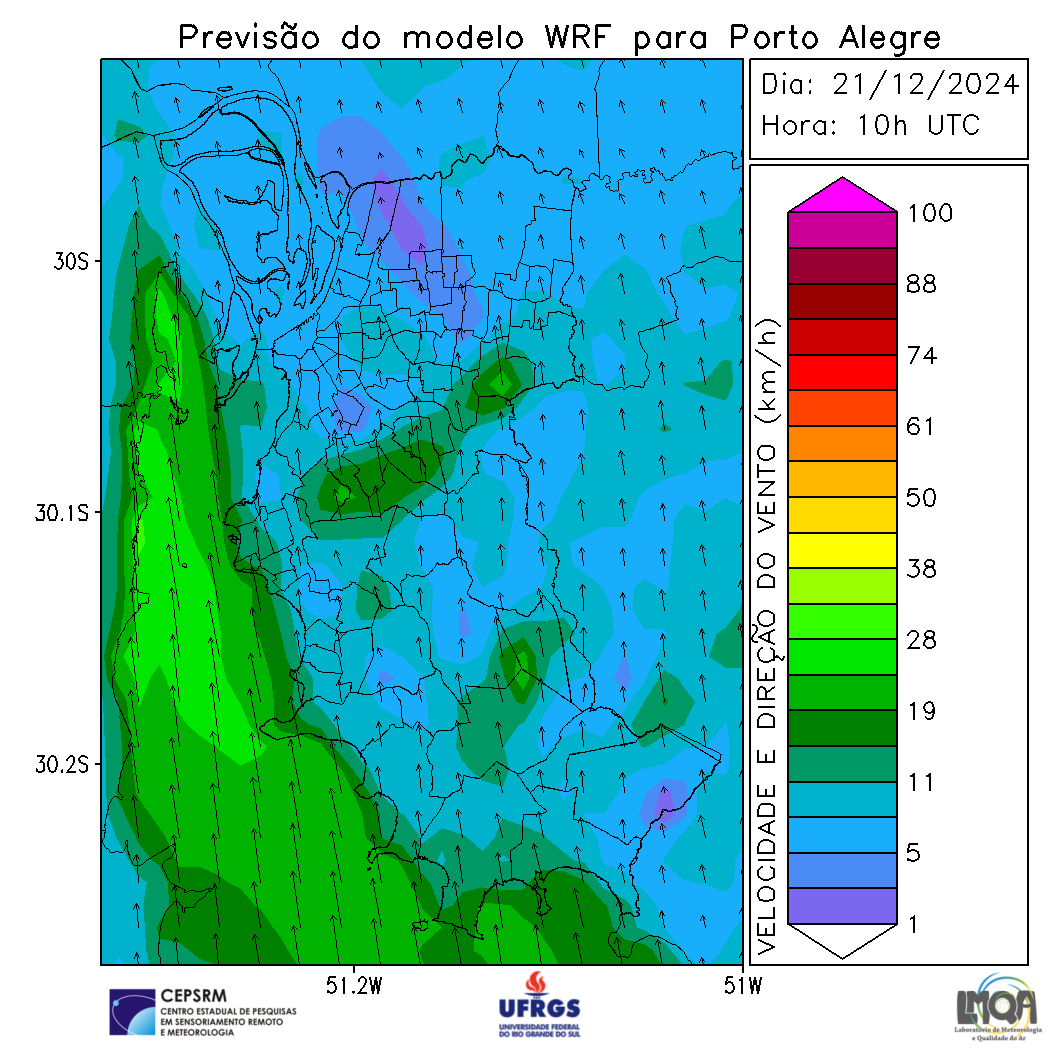 Previsão do modelo WRF para Porto Alegre
Dia: 21/12/2024
Hora: 10h UTC
30S
30.1S
30.2S
51.2W
51W
VELOCIDADE E DIREÇÃO DO VENTO (km/h)
100
88
74
61
50
38
28
19
11
5
1
CEPSRM
CENTRO ESTADUAL DE PESQUISAS
EM SENSORIAMENTO REMOTO
E METEOROLOGIA
UFRGS
UNIVERSIDADE FEDERAL
DO RIO GRANDE DO SUL
LMQA
Laboratório de Meteorologia
e Qualidade do Ar